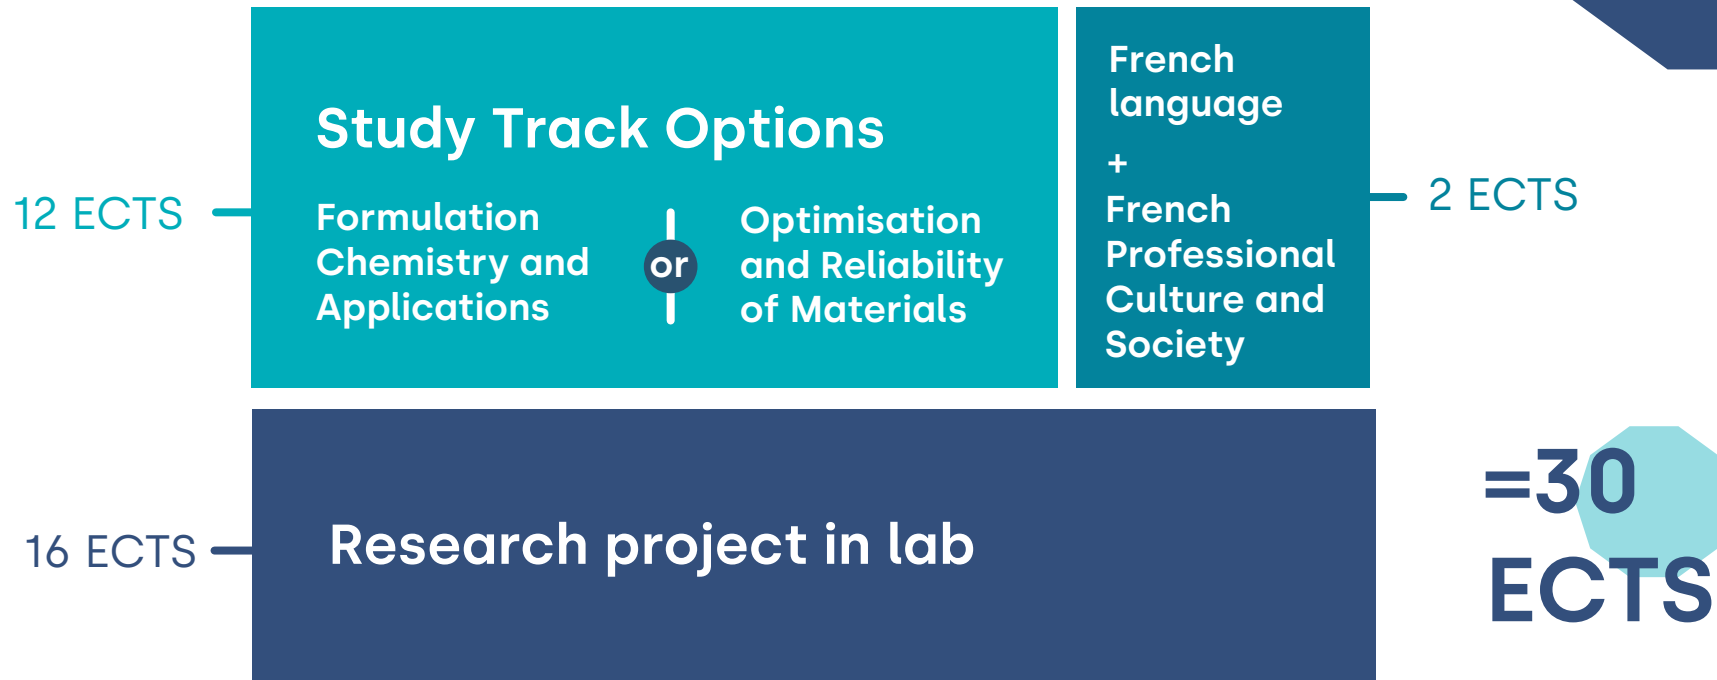 12 ECTS
Study Track Options
Formulation
Chemistry and
Applications
or
Optimisation
and Reliability
of Materials
French
language
+
French
Professional
Culture and
Society
2 ECTS
16 ECTS
Research project in lab
=30
ECTS